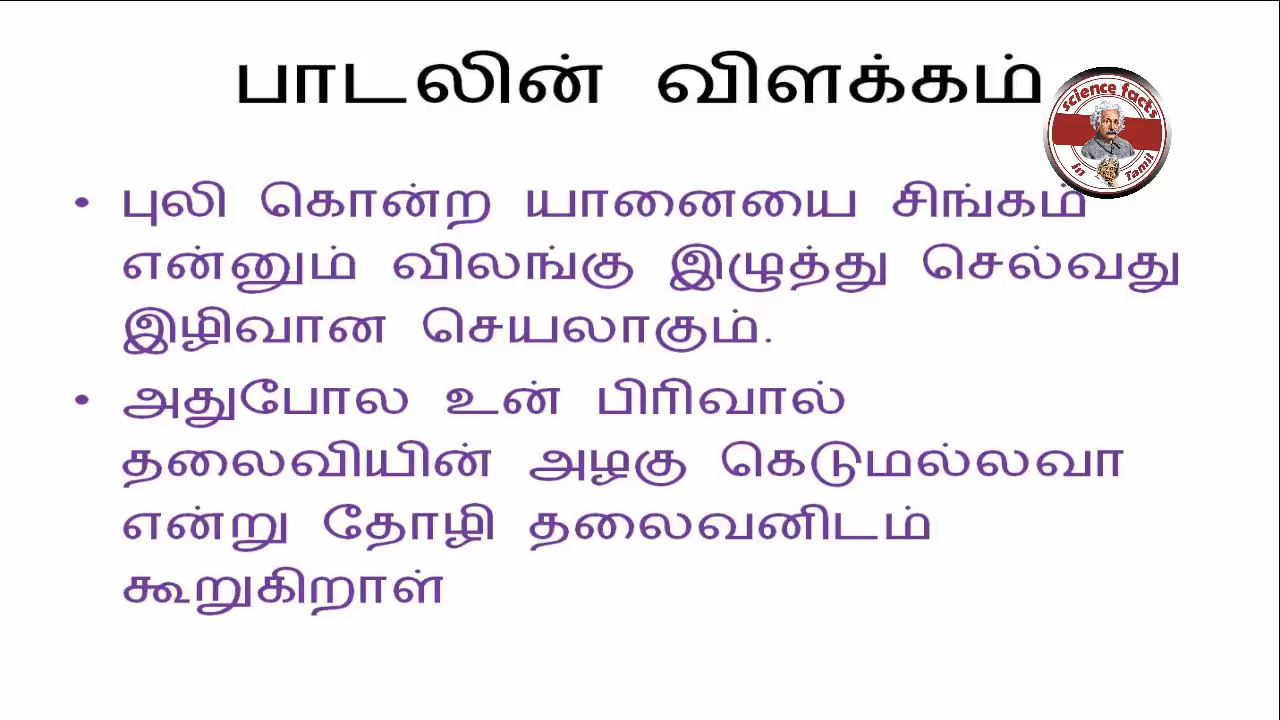 பாடலின் விளக்கம்
science facts
in Tamil
• புலி கொன்ற யானையை சிங்கம்
என்னும் விலங்கு இழுத்து செல்வது
இழிவான செயலாகும்.
• அதுபோல உன் பிரிவால்
தலைவியின் அழகு கெடுமல்லவா
என்று தோழி தலைவனிடம்
கூறுகிறாள்